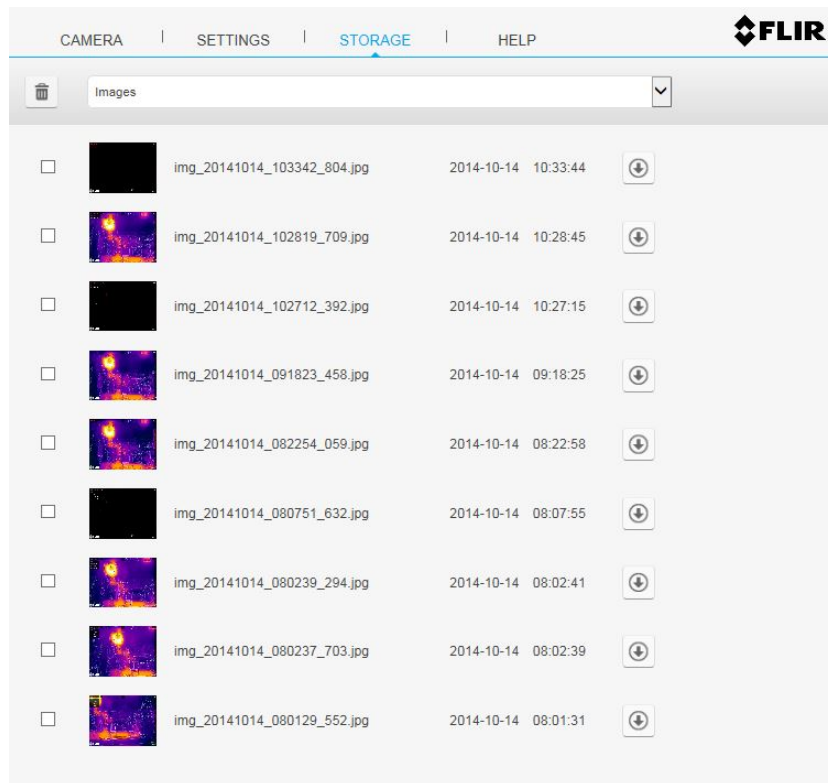 CAMERA | SETTINGS | STORAGE | HELP FLIR
Images
img_20141014_103342_804.jpg 2014-10-14 10:33:44
img_20141014_102819_709.jpg 2014-10-14 10:28:45
img_20141014_102712_392.jpg 2014-10-14 10:27:15
img_20141014_091823_458.jpg 2014-10-14 09:18:25
img_20141014_082254_059.jpg 2014-10-14 08:22:58
img_20141014_080751_632.jpg 2014-10-14 08:07:55
img_20141014_080239_294.jpg 2014-10-14 08:02:41
img_20141014_080237_703.jpg 2014-10-14 08:02:39
img_20141014_080129_552.jpg 2014-10-14 08:01:31